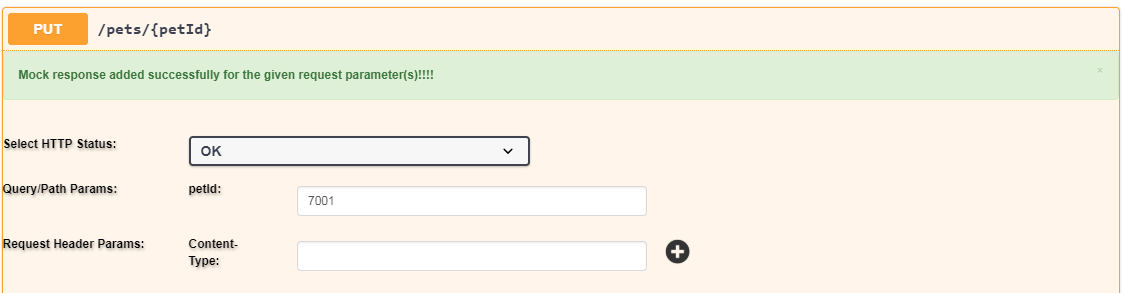 PUT /pets/{petId}
Mock response added successfully for the given request parameter(s)!!!! ×
Select HTTP Status: OK
Query/Path Params: petId: 7001
Request Header Params: Content-
Type: